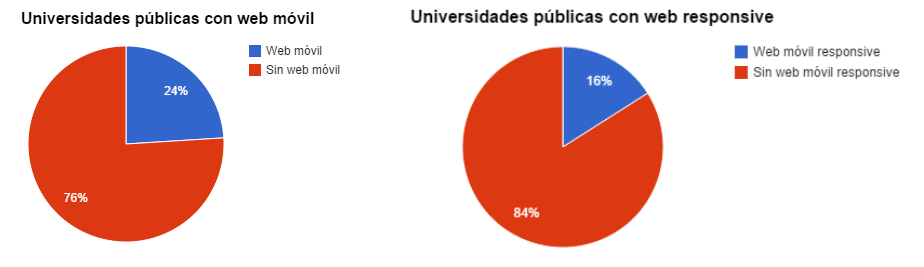 Universidades públicas con web móvil
Web móvil
Sin web móvil
24%
76%
Universidades públicas con web responsive
Web móvil responsive
Sin web móvil responsive
16%
84%